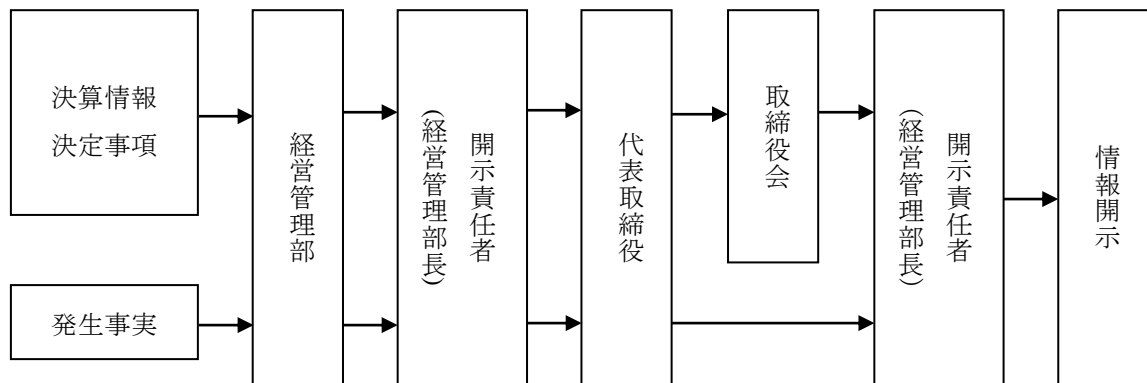 決算情報
決定事項
発生事実
経営管理部
開示責任者
(経営管理部長)
代表取締役
取締役会
開示責任者
(経営管理部長)
情報開示